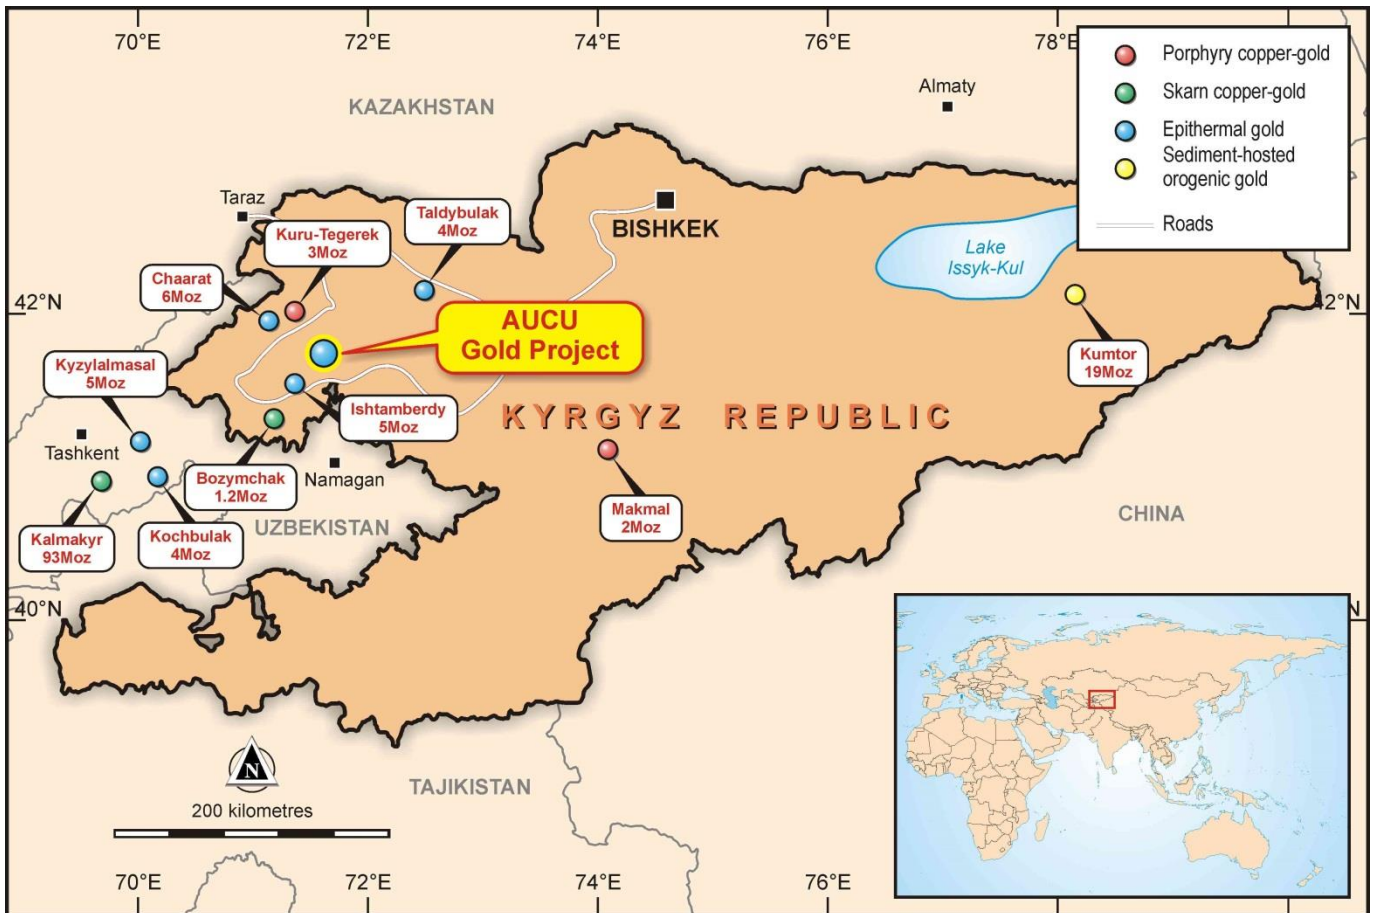 70°E
72°E
74°E
76°E
78°E
Porphyry copper-gold
Skarn copper-gold
Epithermal gold
Sediment-hosted
orogenic gold
Roads
KAZAKHSTAN
Almaty
Taraz
Taldybulak
4Moz
Kuru-Tegerek
3Moz
BISHKEK
Lake
Issyk-Kul
Chaarat
6Moz
42°N
42°N
AUCU
Gold Project
Kumtor
19Moz
Kyzylalmasal
5Moz
Ishtamberdy
5Moz
KYRGYZ REPUBLIC
Tashkent
Bozymchak
1.2Moz
Namagan
Makmal
2Moz
CHINA
UZBEKISTAN
Kalmakyr
93Moz
Kochbulak
4Moz
40°N
N
TAJIKISTAN
200 kilometres
70°E
72°E
74°E
76°E